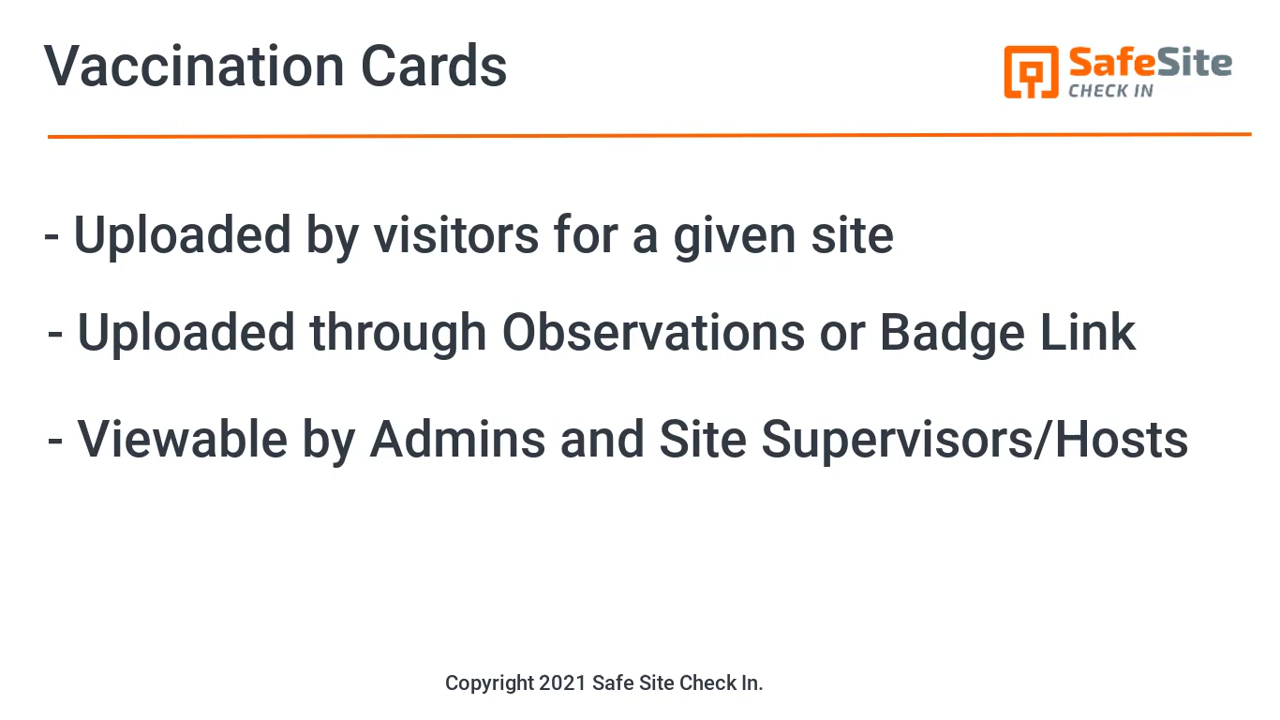 Vaccination Cards
SafeSite
CHECK IN
- Uploaded by visitors for a given site
- Uploaded through Observations or Badge Link
- Viewable by Admins and Site Supervisors/Hosts
Copyright 2021 Safe Site Check In.